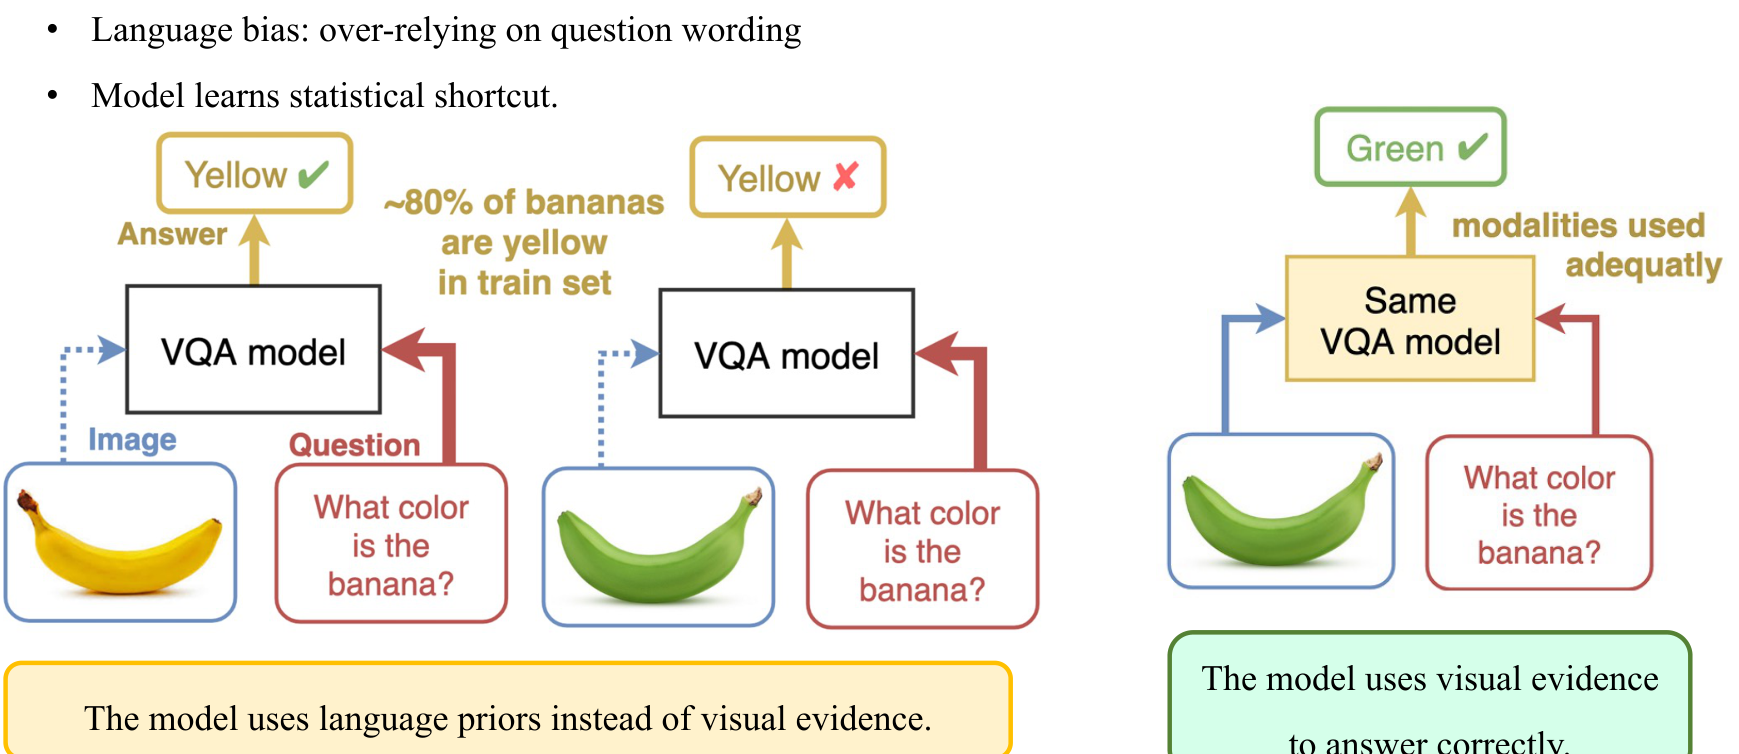 • Language bias: over-relying on question wording
• Model learns statistical shortcut.
Yellow ✔
Answer
~80% of bananas
are yellow
in train set
VQA model
Image
Question
What color
is the
banana?
Yellow ✘
VQA model
What color
is the
banana?
The model uses language priors instead of visual evidence.
Green ✔
modalities used
adequatly
Same
VQA model
What color
is the
banana?
The model uses visual evidence
to answer correctly.